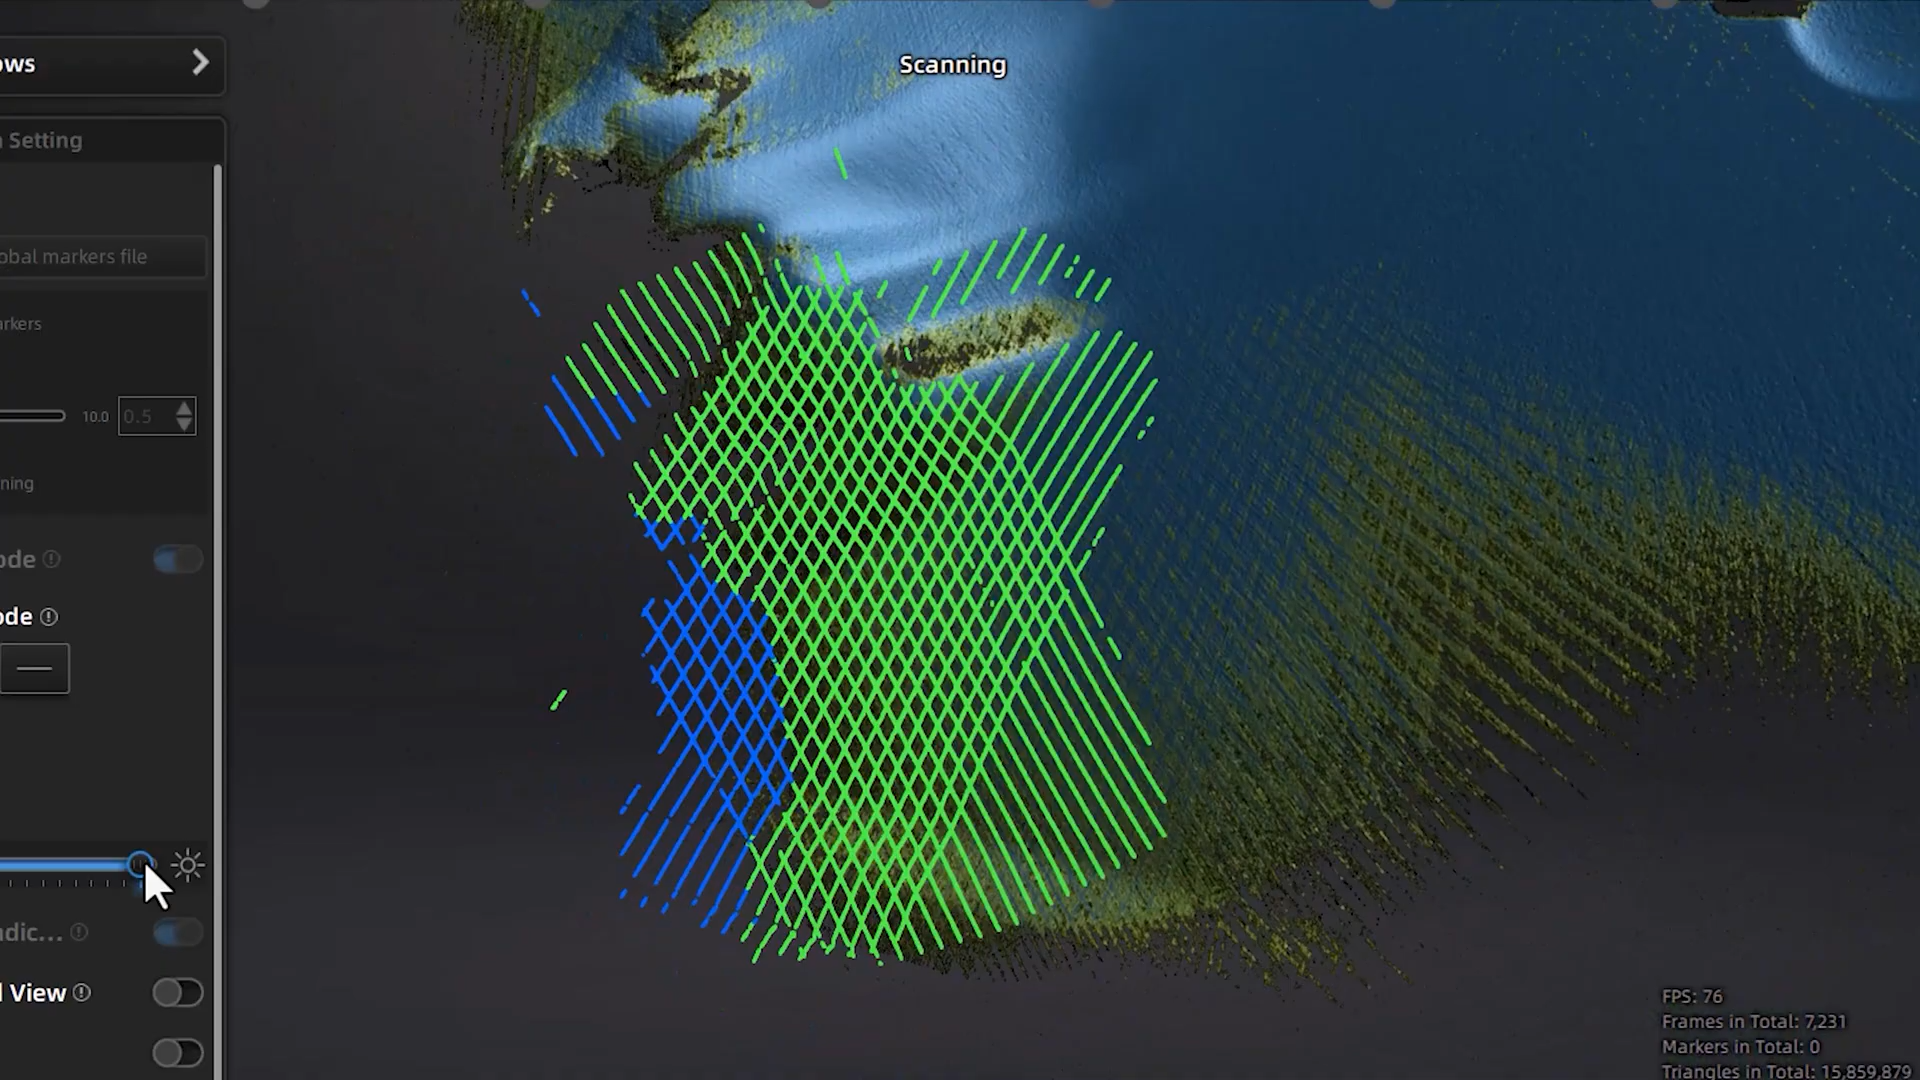 ows
Scanning
Setting
obal markers file
arkers
10.0
0.5
ning
ode
ode
dic...
View
FPS: 76
Frames in Total: 7,231
Markers in Total: 0
Triangles in Total: 15,859,879